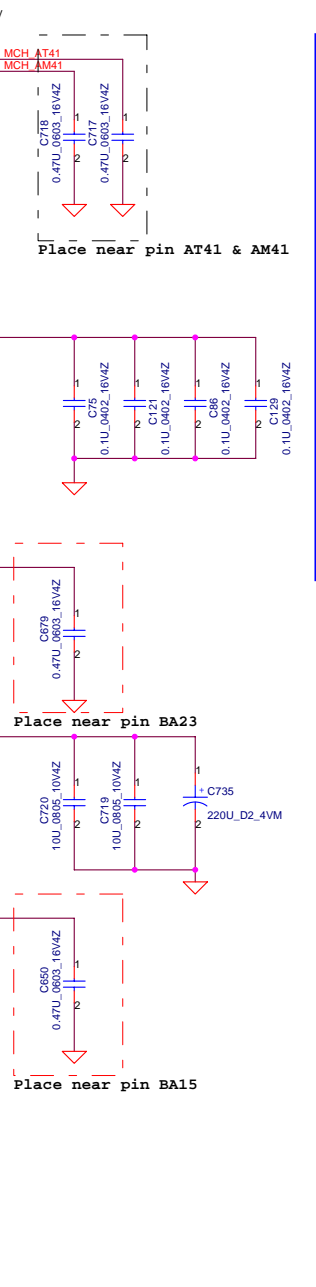 MCH_AT41
MCH_AM41
1
1
C718
0.47U_0603_16V4Z
C717
0.47U_0603_16V4Z
2
2
Place near pin AT41 & AM41
1
1
1
1
C75
0.1U_0402_16V4Z
C121
0.1U_0402_16V4Z
C86
0.1U_0402_16V4Z
C129
0.1U_0402_16V4Z
2
2
2
2
1
C679
0.47U_0603_16V4Z
2
Place near pin BA23
1
1
1
C720
10U_0805_10V4Z
C719
10U_0805_10V4Z
+ C735
220U_D2_4VM
2
2
2
1
C650
0.47U_0603_16V4Z
2
Place near pin BA15